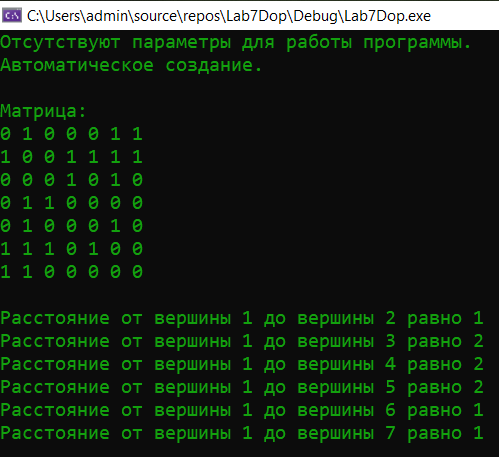 C:\Users\admin\source\repos\Lab7Dop\Debug\Lab7Dop.exe
Отсутствуют параметры для работы программы.
Автоматическое создание.
Матрица:
0 1 0 0 0 1 1
1 0 0 1 1 1 1
0 0 0 1 0 1 0
0 1 1 0 0 0 0
0 1 0 0 0 1 0
1 1 1 0 1 0 0
1 1 0 0 0 0 0
Расстояние от вершины 1 до вершины 2 равно 1
Расстояние от вершины 1 до вершины 3 равно 2
Расстояние от вершины 1 до вершины 4 равно 2
Расстояние от вершины 1 до вершины 5 равно 2
Расстояние от вершины 1 до вершины 6 равно 1
Расстояние от вершины 1 до вершины 7 равно 1